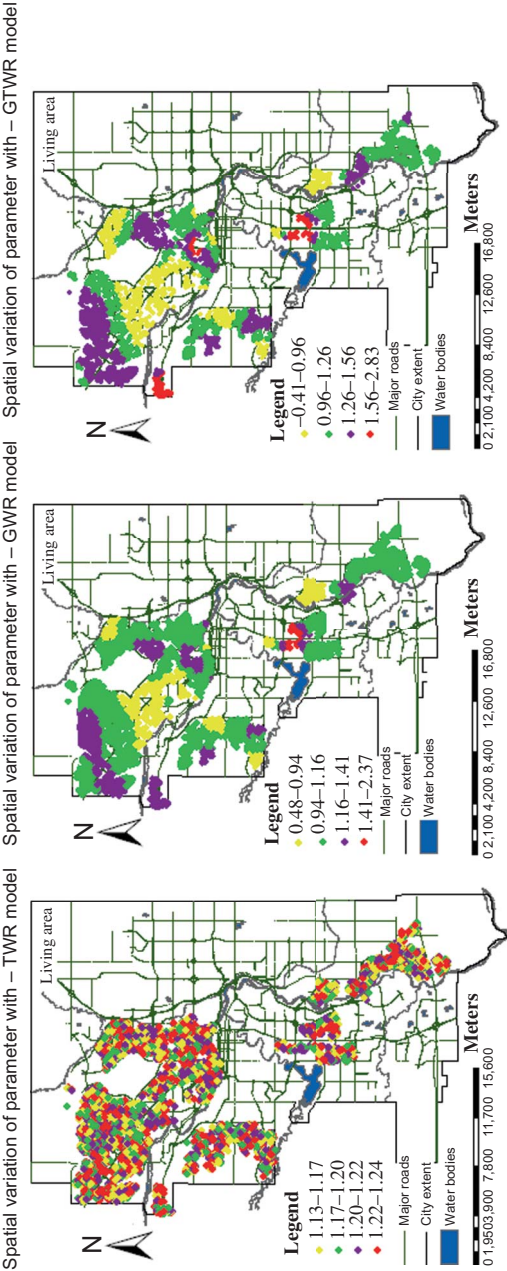 Spatial variation of parameter with – TWR model
Living area
N
Legend
1.13–1.17
1.17–1.20
1.20–1.22
1.22–1.24
Major roads
City extent
Water bodies
Meters
0 1,9503,900 7,800 11,700 15,600
Spatial variation of parameter with – GWR model
Living area
N
Legend
0.48–0.94
0.94–1.16
1.16–1.41
1.41–2.37
Major roads
City extent
Water bodies
Meters
0 2,100 4,200 8,400 12,600 16,800
Spatial variation of parameter with – GTWR model
Living area
N
Legend
−0.41–0.96
0.96–1.26
1.26–1.56
1.56–2.83
Major roads
City extent
Water bodies
Meters
0 2,100 4,200 8,400 12,600 16,800